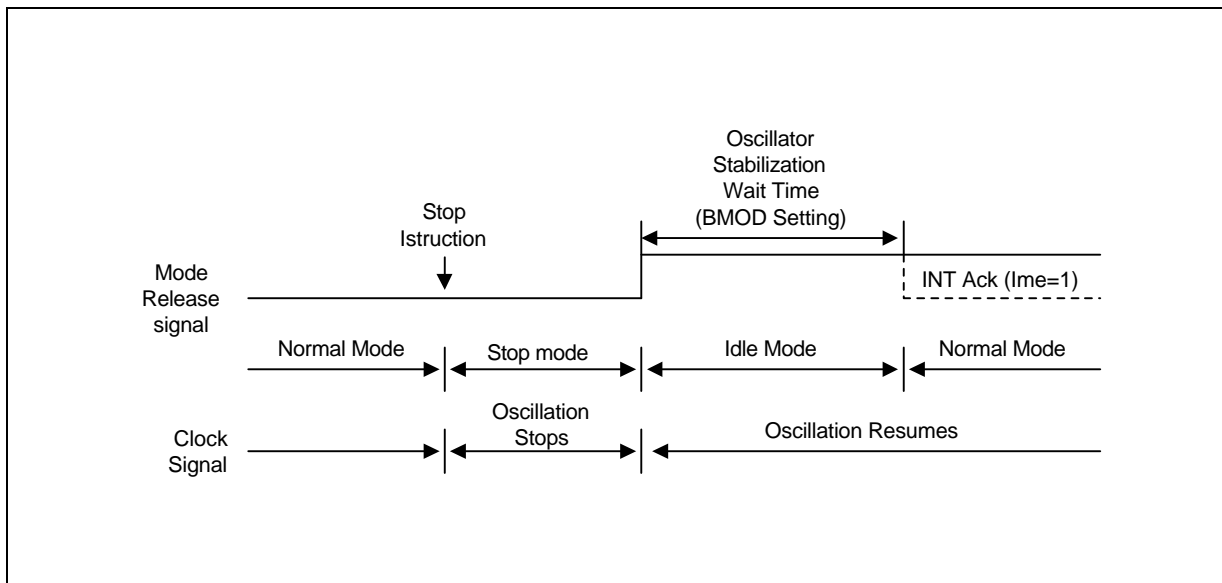 Oscillator
Stabilization
Wait Time
(BMOD Setting)
Stop
Istruction
Mode
Release
signal
INT Ack (Ime=1)
Normal Mode
Stop mode
Idle Mode
Normal Mode
Clock
Signal
Oscillation
Stops
Oscillation Resumes